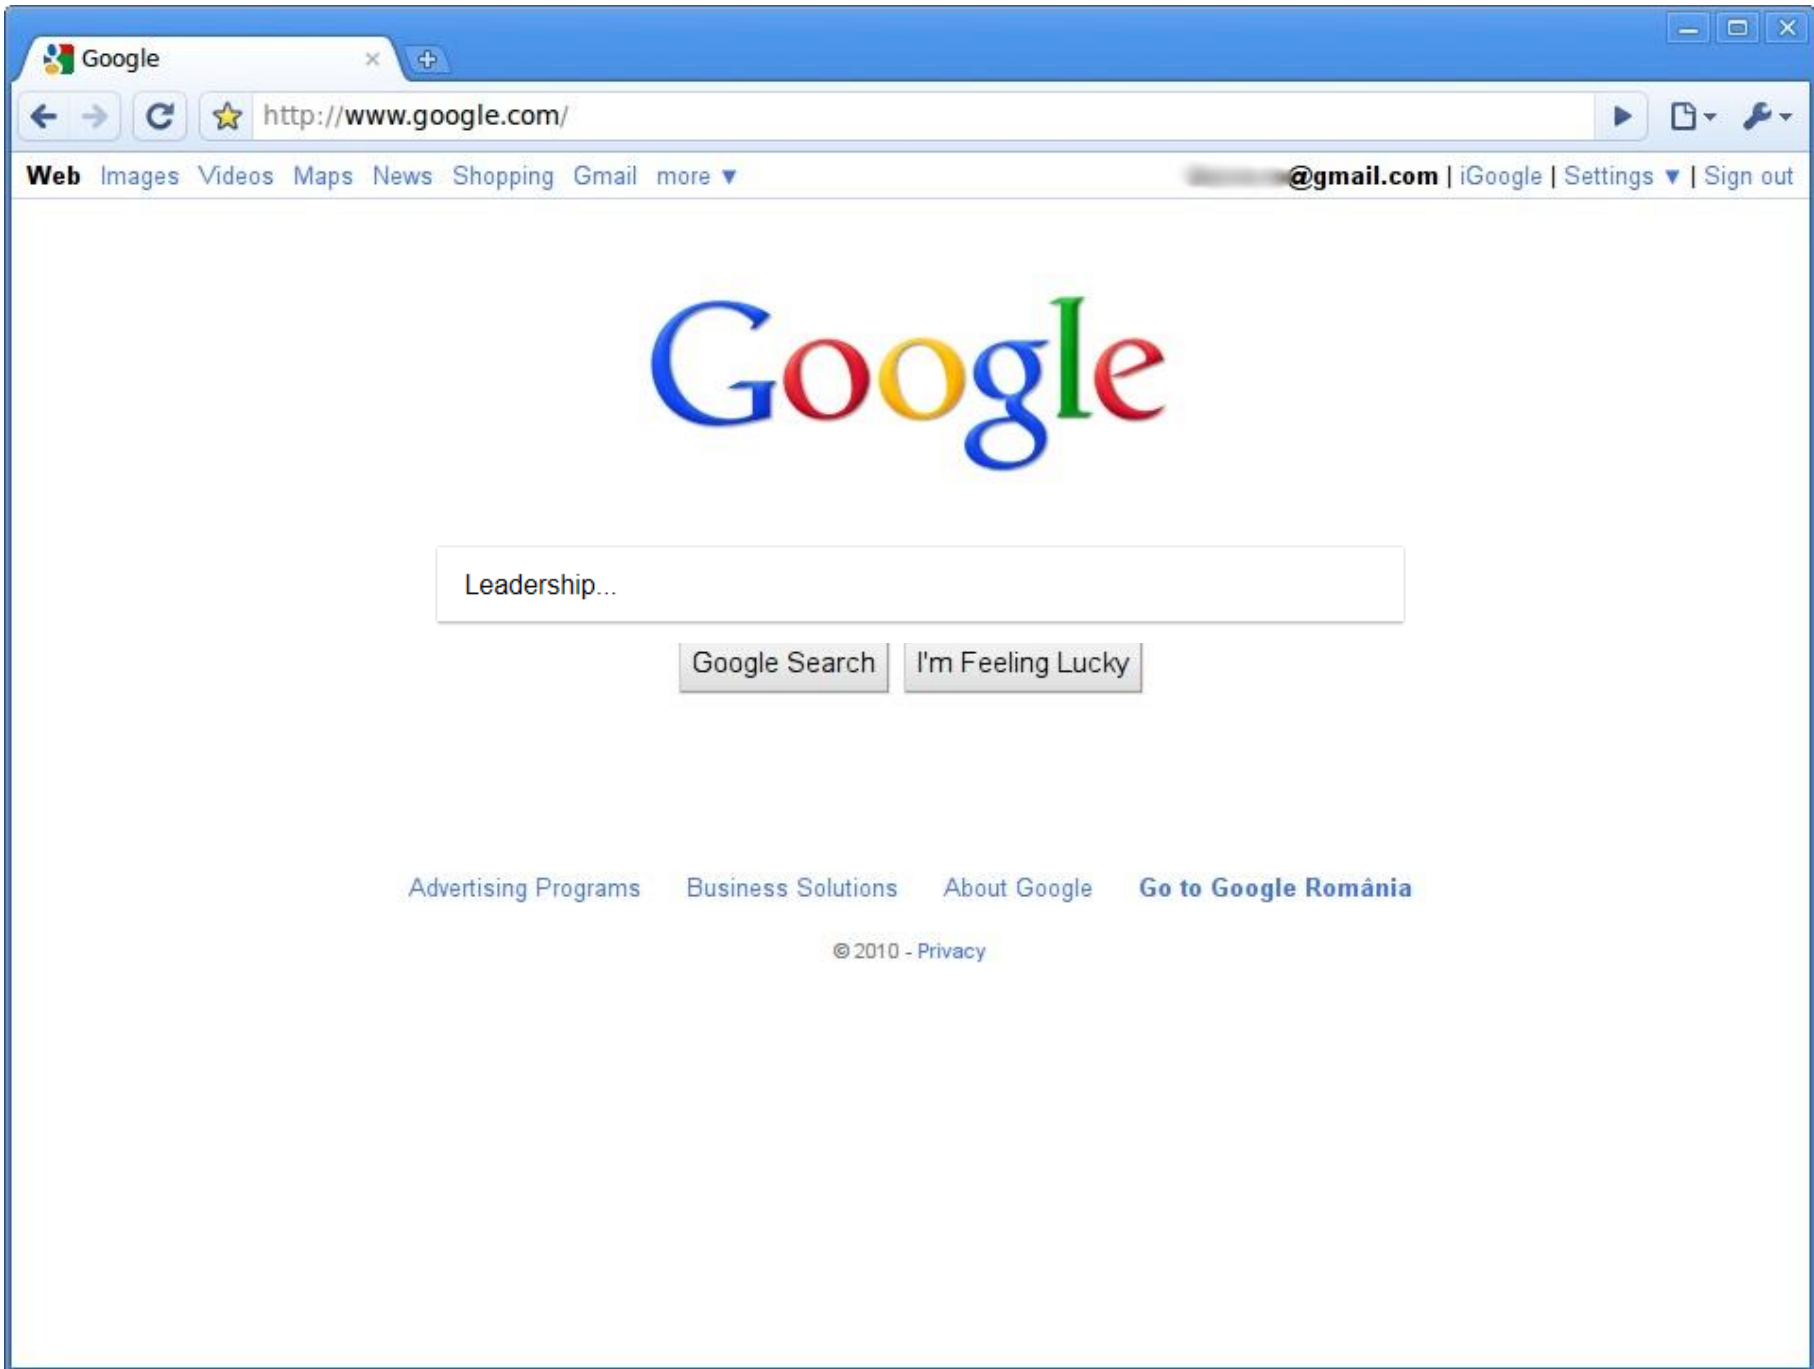 Google
http://www.google.com/
Web Images Videos Maps News Shopping Gmail more ▼ @gmail.com | iGoogle | Settings ▼ | Sign out
Google
Leadership...
Google Search I'm Feeling Lucky
Advertising Programs Business Solutions About Google Go to Google România
© 2010 - Privacy